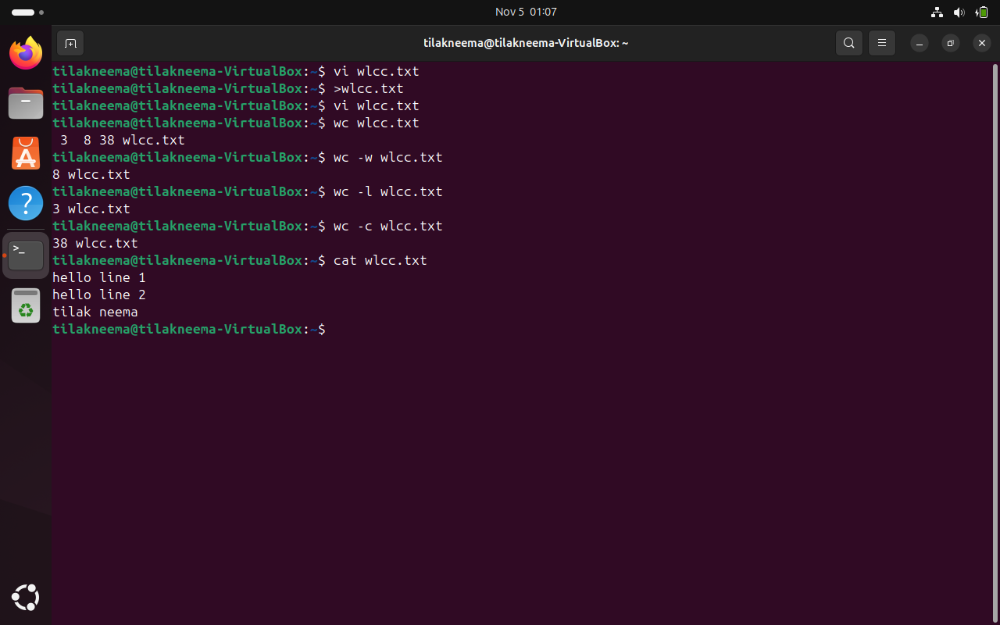 Nov 5 01:07
tilakneema@tilakneema-VirtualBox: ~
tilakneema@tilakneema-VirtualBox:~$ vi wlcc.txt
tilakneema@tilakneema-VirtualBox:~$ >wlcc.txt
tilakneema@tilakneema-VirtualBox:~$ vi wlcc.txt
tilakneema@tilakneema-VirtualBox:~$ wc wlcc.txt
 3  8 38 wlcc.txt
tilakneema@tilakneema-VirtualBox:~$ wc -w wlcc.txt
8 wlcc.txt
tilakneema@tilakneema-VirtualBox:~$ wc -l wlcc.txt
3 wlcc.txt
tilakneema@tilakneema-VirtualBox:~$ wc -c wlcc.txt
38 wlcc.txt
tilakneema@tilakneema-VirtualBox:~$ cat wlcc.txt
hello line 1
hello line 2
tilak neema
tilakneema@tilakneema-VirtualBox:~$